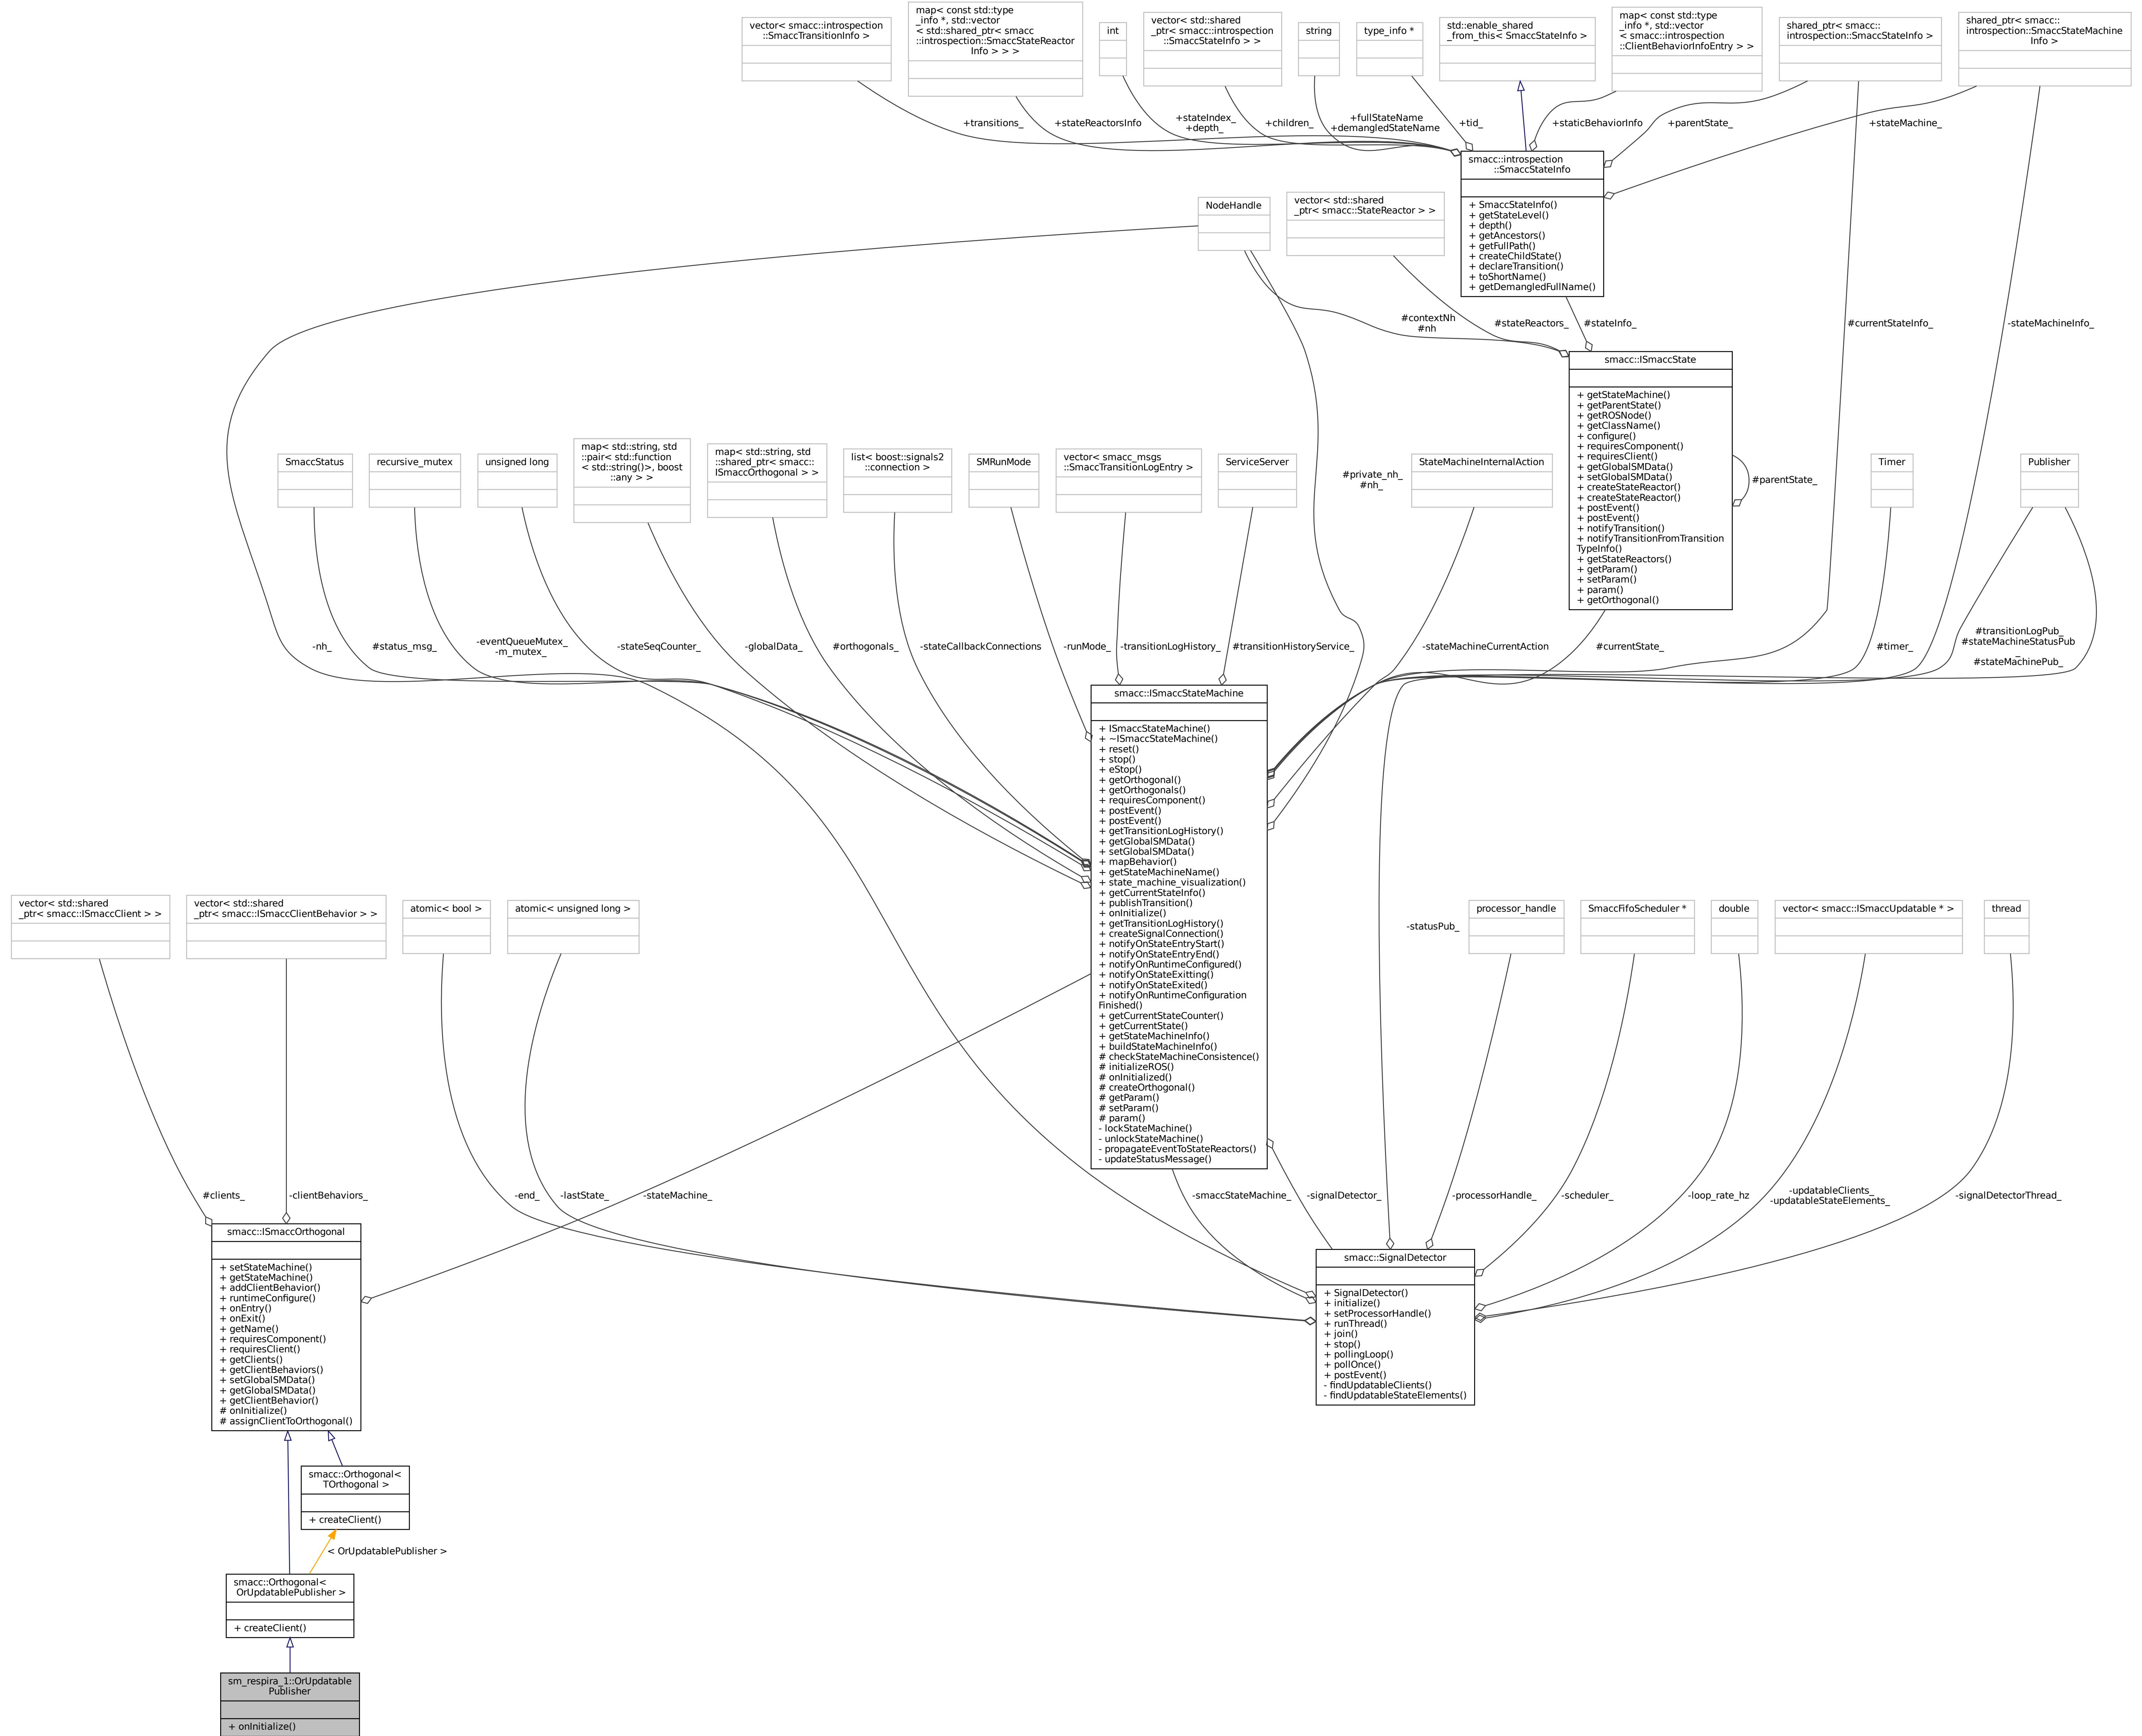 vector< smacc::introspection
::SmaccTransitionInfo >
map< const std::type
_info *, std::vector
< std::shared_ptr< smacc
::introspection::SmaccStateReactor
Info > > >
int
vector< std::shared
_ptr< smacc::introspection
::SmaccStateInfo > >
string
type_info *
std::enable_shared
_from_this< SmaccStateInfo >
map< const std::type
_info *, std::vector
< smacc::introspection
::ClientBehaviorInfoEntry > >
shared_ptr< smacc::
introspection::SmaccStateInfo >
shared_ptr< smacc::
introspection::SmaccStateMachine
Info >
+transitions_
+stateReactorsInfo
+stateIndex_
+depth_
+children_
+fullStateName
+demangledStateName
+tid_
+staticBehaviorInfo
+parentState_
+stateMachine_
smacc::introspection
::SmaccStateInfo
+ SmaccStateInfo()
+ getStateLevel()
+ depth()
+ getAncestors()
+ getFullPath()
+ createChildState()
+ declareTransition()
+ toShortName()
+ getDemangledFullName()
NodeHandle
vector< std::shared
_ptr< smacc::StateReactor > >
#contextNh
#nh
#stateReactors_
#stateInfo_
#currentStateInfo_
-stateMachineInfo_
smacc::ISmaccState
+ getStateMachine()
+ getParentState()
+ getROSNode()
+ getClassName()
+ configure()
+ requiresComponent()
+ requiresClient()
+ getGlobalSMData()
+ setGlobalSMData()
+ createStateReactor()
+ createStateReactor()
+ postEvent()
+ postEvent()
+ notifyTransition()
+ notifyTransitionFromTransition
TypeInfo()
+ getStateReactors()
+ getParam()
+ setParam()
+ param()
+ getOrthogonal()
#parentState_
SmaccStatus
recursive_mutex
unsigned long
map< std::string, std
::pair< std::function
< std::string()>, boost
::any > >
map< std::string, std
::shared_ptr< smacc::
ISmaccOrthogonal > >
list< boost::signals2
::connection >
SMRunMode
vector< smacc_msgs
::SmaccTransitionLogEntry >
ServiceServer
#private_nh_
#nh_
StateMachineInternalAction
Timer
Publisher
-nh_
#status_msg_
-eventQueueMutex_
-m_mutex_
-stateSeqCounter_
-globalData_
#orthogonals_
-stateCallbackConnections
-runMode_
-transitionLogHistory_
#transitionHistoryService_
-stateMachineCurrentAction
#currentState_
#timer_
#transitionLogPub_
#stateMachineStatusPub
_
#stateMachinePub_
smacc::ISmaccStateMachine
+ ISmaccStateMachine()
+ ~ISmaccStateMachine()
+ reset()
+ stop()
+ eStop()
+ getOrthogonal()
+ getOrthogonals()
+ requiresComponent()
+ postEvent()
+ postEvent()
+ getTransitionLogHistory()
+ getGlobalSMData()
+ setGlobalSMData()
+ mapBehavior()
+ getStateMachineName()
+ state_machine_visualization()
+ getCurrentStateInfo()
+ publishTransition()
+ onInitialize()
+ getTransitionLogHistory()
+ createSignalConnection()
+ notifyOnStateEntryStart()
+ notifyOnStateEntryEnd()
+ notifyOnRuntimeConfigured()
+ notifyOnStateExitting()
+ notifyOnStateExited()
+ notifyOnRuntimeConfiguration
Finished()
+ getCurrentStateCounter()
+ getCurrentState()
+ getStateMachineInfo()
+ buildStateMachineInfo()
# checkStateMachineConsistence()
# initializeROS()
# onInitialized()
# createOrthogonal()
# getParam()
# setParam()
# param()
- lockStateMachine()
- unlockStateMachine()
- propagateEventToStateReactors()
- updateStatusMessage()
vector< std::shared
_ptr< smacc::ISmaccClient > >
vector< std::shared
_ptr< smacc::ISmaccClientBehavior > >
atomic< bool >
atomic< unsigned long >
-statusPub_
processor_handle
SmaccFifoScheduler *
double
vector< smacc::ISmaccUpdatable * >
thread
#clients_
-clientBehaviors_
-end_
-lastState_
-stateMachine_
-smaccStateMachine_
-signalDetector_
-processorHandle_
-scheduler_
-loop_rate_hz
-updatableClients_
-updatableStateElements_
-signalDetectorThread_
smacc::ISmaccOrthogonal
+ setStateMachine()
+ getStateMachine()
+ addClientBehavior()
+ runtimeConfigure()
+ onEntry()
+ onExit()
+ getName()
+ requiresComponent()
+ requiresClient()
+ getClients()
+ getClientBehaviors()
+ setGlobalSMData()
+ getGlobalSMData()
+ getClientBehavior()
# onInitialize()
# assignClientToOrthogonal()
smacc::SignalDetector
+ SignalDetector()
+ initialize()
+ setProcessorHandle()
+ runThread()
+ join()
+ stop()
+ pollingLoop()
+ pollOnce()
+ postEvent()
- findUpdatableClients()
- findUpdatableStateElements()
smacc::Orthogonal<
TOrthogonal >
+ createClient()
< OrUpdatablePublisher >
smacc::Orthogonal<
OrUpdatablePublisher >
+ createClient()
sm_respira_1::OrUpdatable
Publisher
+ onInitialize()